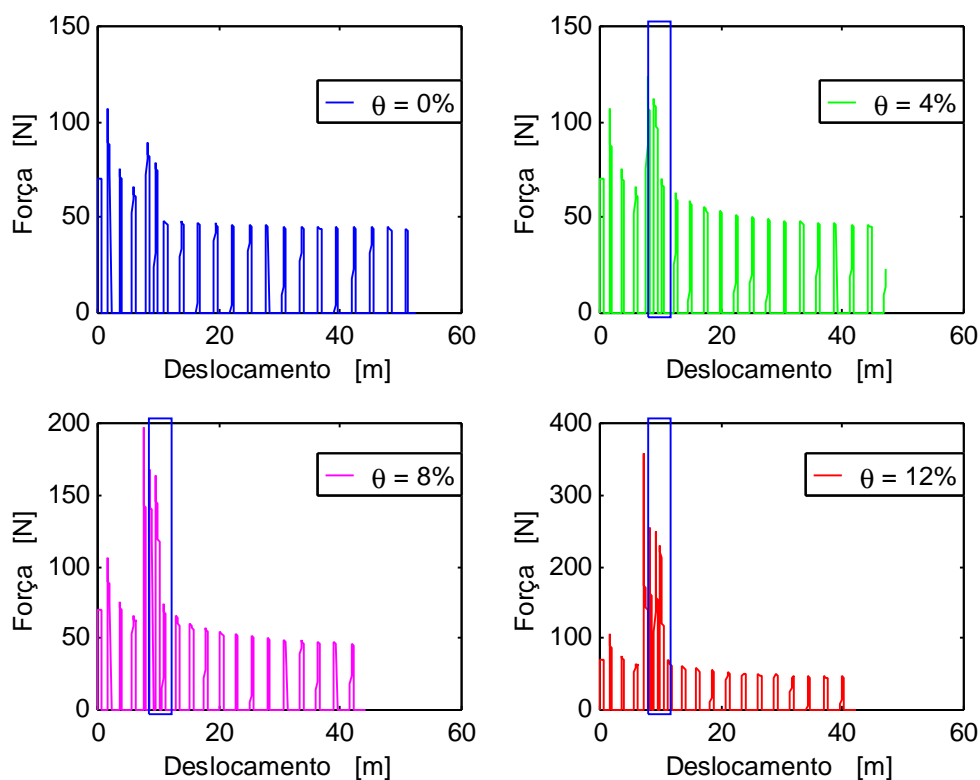 150
100
50
0
Força [N]
0 20 40 60
Deslocamento [m]
θ = 0%
150
100
50
0
Força [N]
0 20 40 60
Deslocamento [m]
θ = 4%
200
150
100
50
0
Força [N]
0 20 40 60
Deslocamento [m]
θ = 8%
400
300
200
100
0
Força [N]
0 20 40 60
Deslocamento [m]
θ = 12%